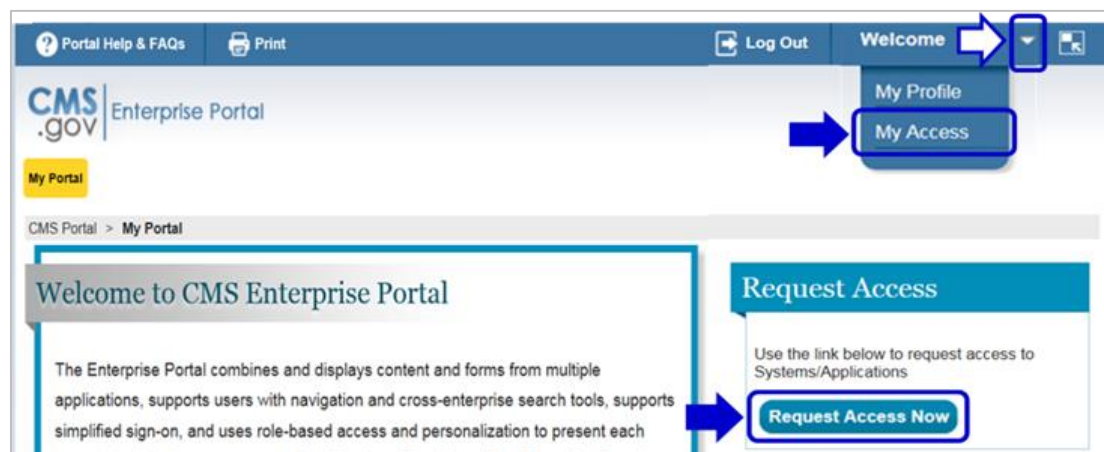 Portal Help & FAQs
Print
Log Out
Welcome
My Profile
My Access
CMS
.gov
Enterprise Portal
My Portal
CMS Portal > My Portal
Welcome to CMS Enterprise Portal
The Enterprise Portal combines and displays content and forms from multiple
applications, supports users with navigation and cross-enterprise search tools, supports
simplified sign-on, and uses role-based access and personalization to present each
Request Access
Use the link below to request access to
Systems/Applications
Request Access Now